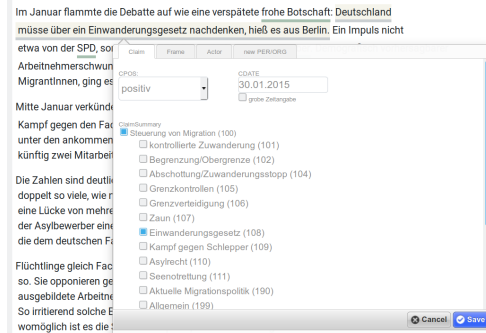 Im Januar flammte die Debatte auf wie eine verspätete frohe Botschaft: Deutschland
müsse über ein Einwanderungsgesetz nachdenken, hieß es aus Berlin. Ein Impuls nicht
etwa von der SPD, son
Arbeitnehmerschwun
MigrantInnen, ging es
Mitte Januar verkünde
Kampf gegen den Fac
unter den ankommen
künftig zwei Mitarbeit
Die Zahlen sind deutlic
doppelt so viele, wie n
eine Lücke von mehre
der Asylbewerber eine
die dem deutschen Fa
Flüchtlinge gleich Fac
so. Sie opponieren ge
ausgebildete Arbeitne
So irritierend solche E
womöglich ist es die S
Claim Frame Actor new PER/ORG
CPOS: CDATE
positiv 30.01.2015
grobe Zeitangabe
ClaimSummary
Steuerung von Migration (100)
kontrollierte Zuwanderung (101)
Begrenzung/Obergrenze (102)
Abschottung/Zuwanderungsstopp (104)
Grenzkontrollen (105)
Grenzverteidigung (106)
Zaun (107)
Einwanderungsgesetz (108)
Kampf gegen Schlepper (109)
Asylrecht (110)
Seenotrettung (111)
Aktuelle Migrationspolitik (190)
Allgemein (199)
Cancel Save